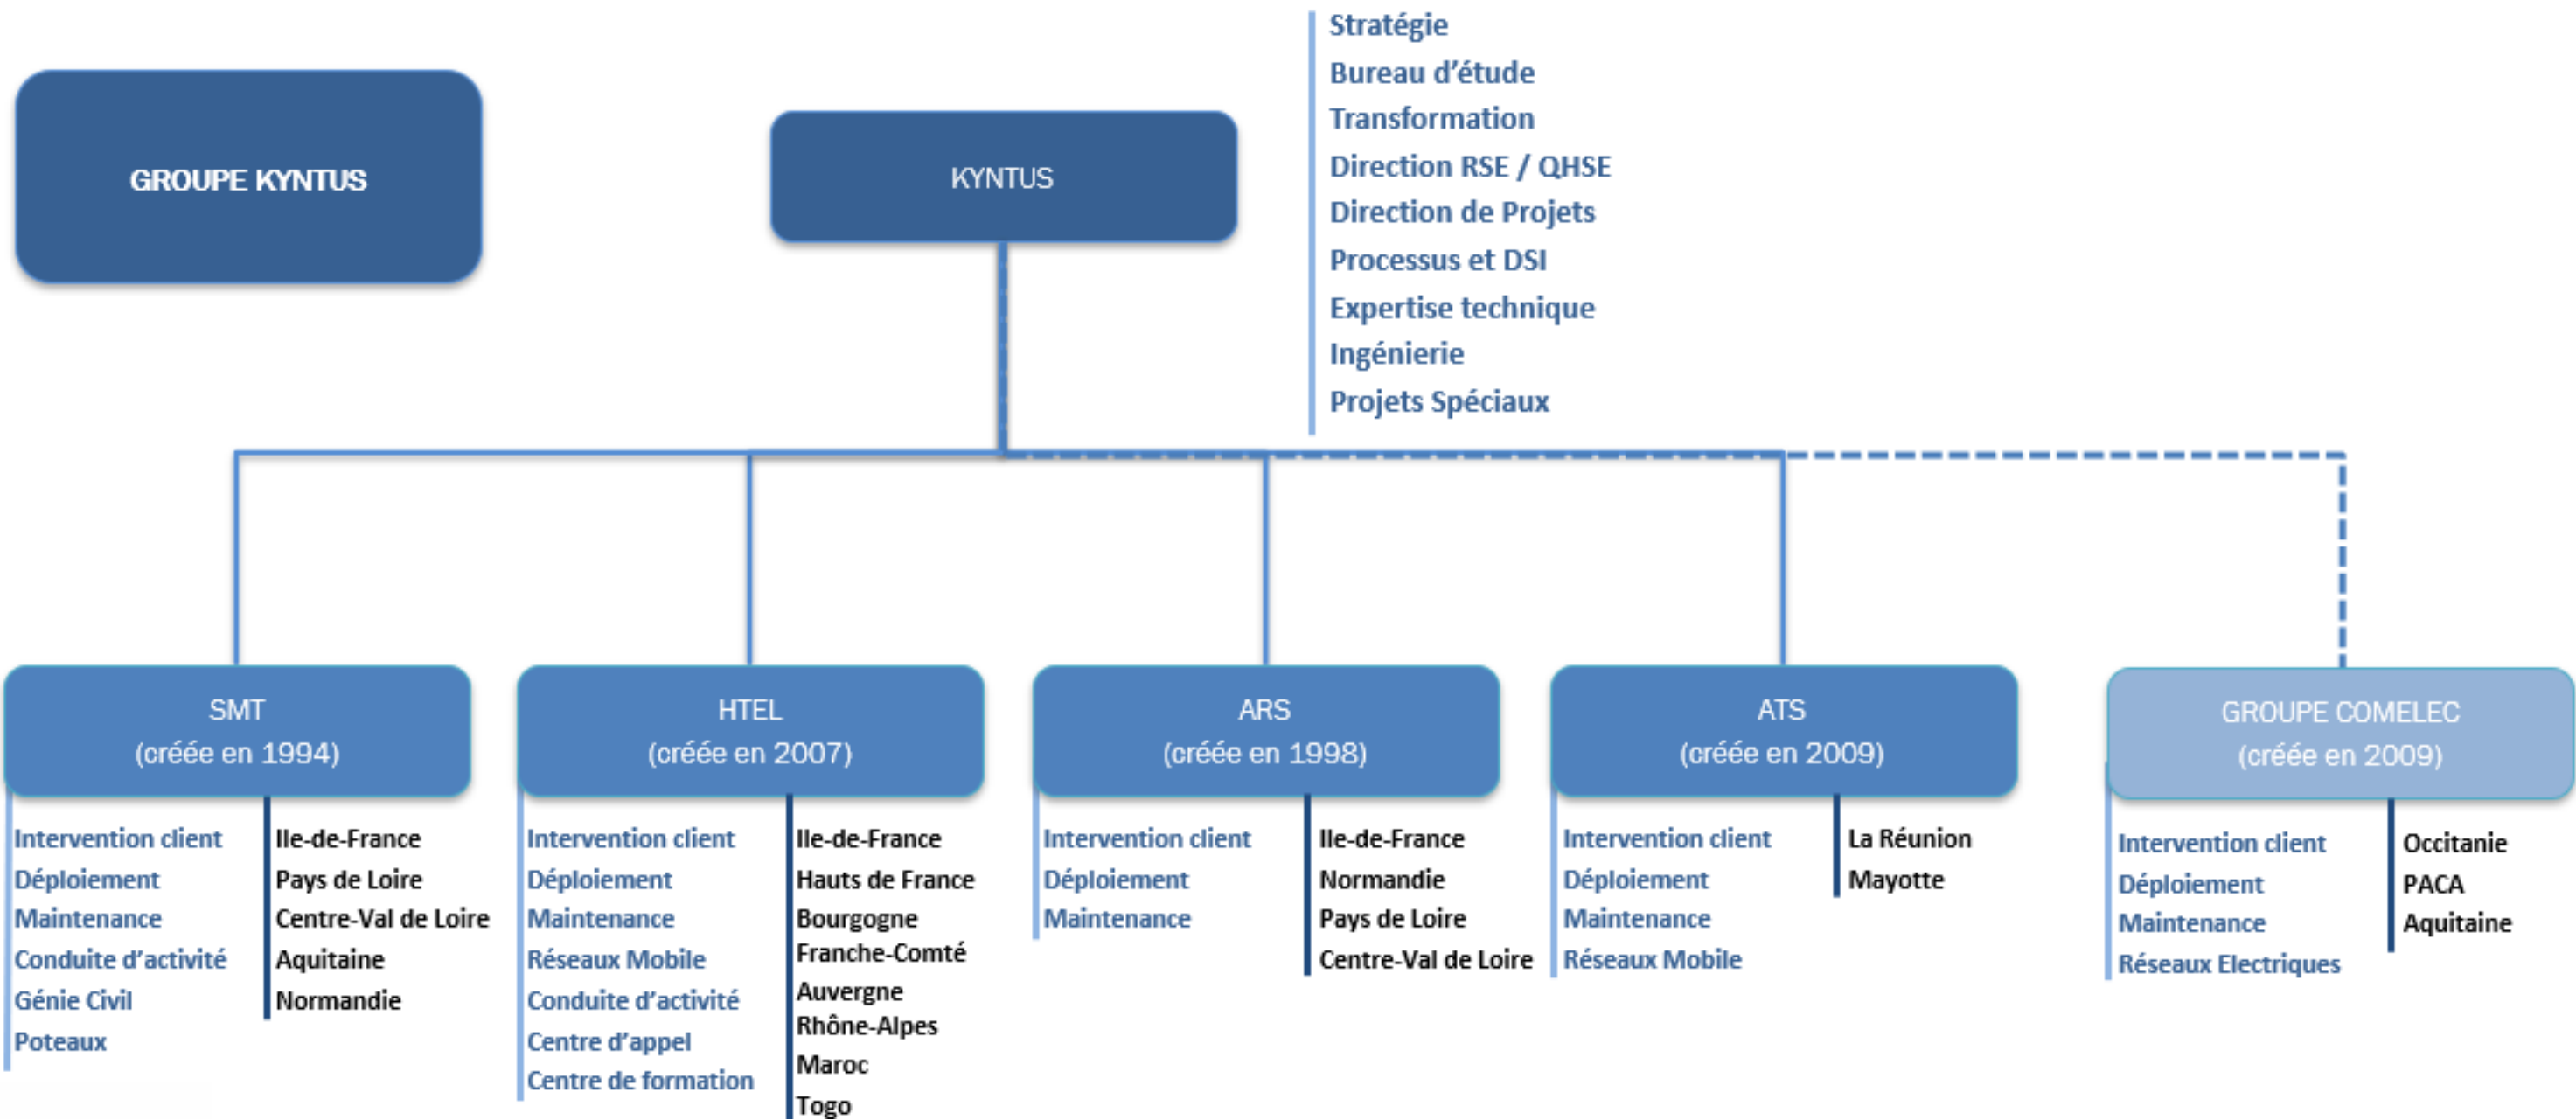 GROUPE KYNTUS
KYNTUS
Stratégie
Bureau d'étude
Transformation
Direction RSE / QHSE
Direction de Projets
Processus et DSI
Expertise technique
Ingénierie
Projets Spéciaux
SMT
(créée en 1994)
Intervention client
Déploiement
Maintenance
Conduite d'activité
Génie Civil
Poteaux
Ile-de-France
Pays de Loire
Centre-Val de Loire
Aquitaine
Normandie
HTEL
(créée en 2007)
Intervention client
Déploiement
Maintenance
Réseaux Mobile
Conduite d'activité
Centre d'appel
Centre de formation
Ile-de-France
Hauts de France
Bourgogne
Franche-Comté
Auvergne
Rhône-Alpes
Maroc
Togo
ARS
(créée en 1998)
Intervention client
Déploiement
Maintenance
Ile-de-France
Normandie
Pays de Loire
Centre-Val de Loire
ATS
(créée en 2009)
Intervention client
Déploiement
Maintenance
Réseaux Mobile
La Réunion
Mayotte
GROUPE COMELEC
(créée en 2009)
Intervention client
Déploiement
Maintenance
Réseaux Electriques
Occitanie
PACA
Aquitaine